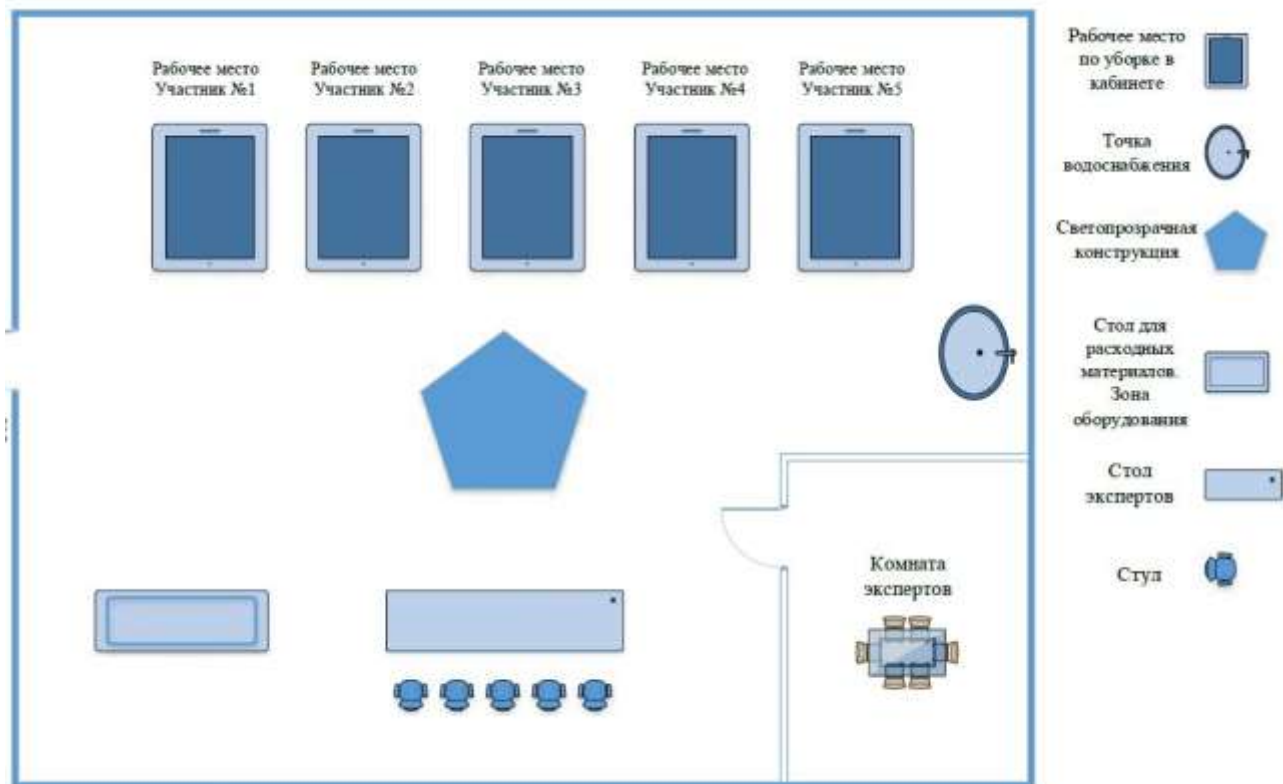 Рабочее место
Участник №1
Рабочее место
Участник №2
Рабочее место
Участник №3
Рабочее место
Участник №4
Рабочее место
Участник №5
Комната
экспертов
Рабочее место
по уборке в
кабинете
Точка
водоснабжения
Светопрозрачная
конструкция
Стол для
расходных
материалов.
Зона
оборудования
Стол
экспертов
Стул